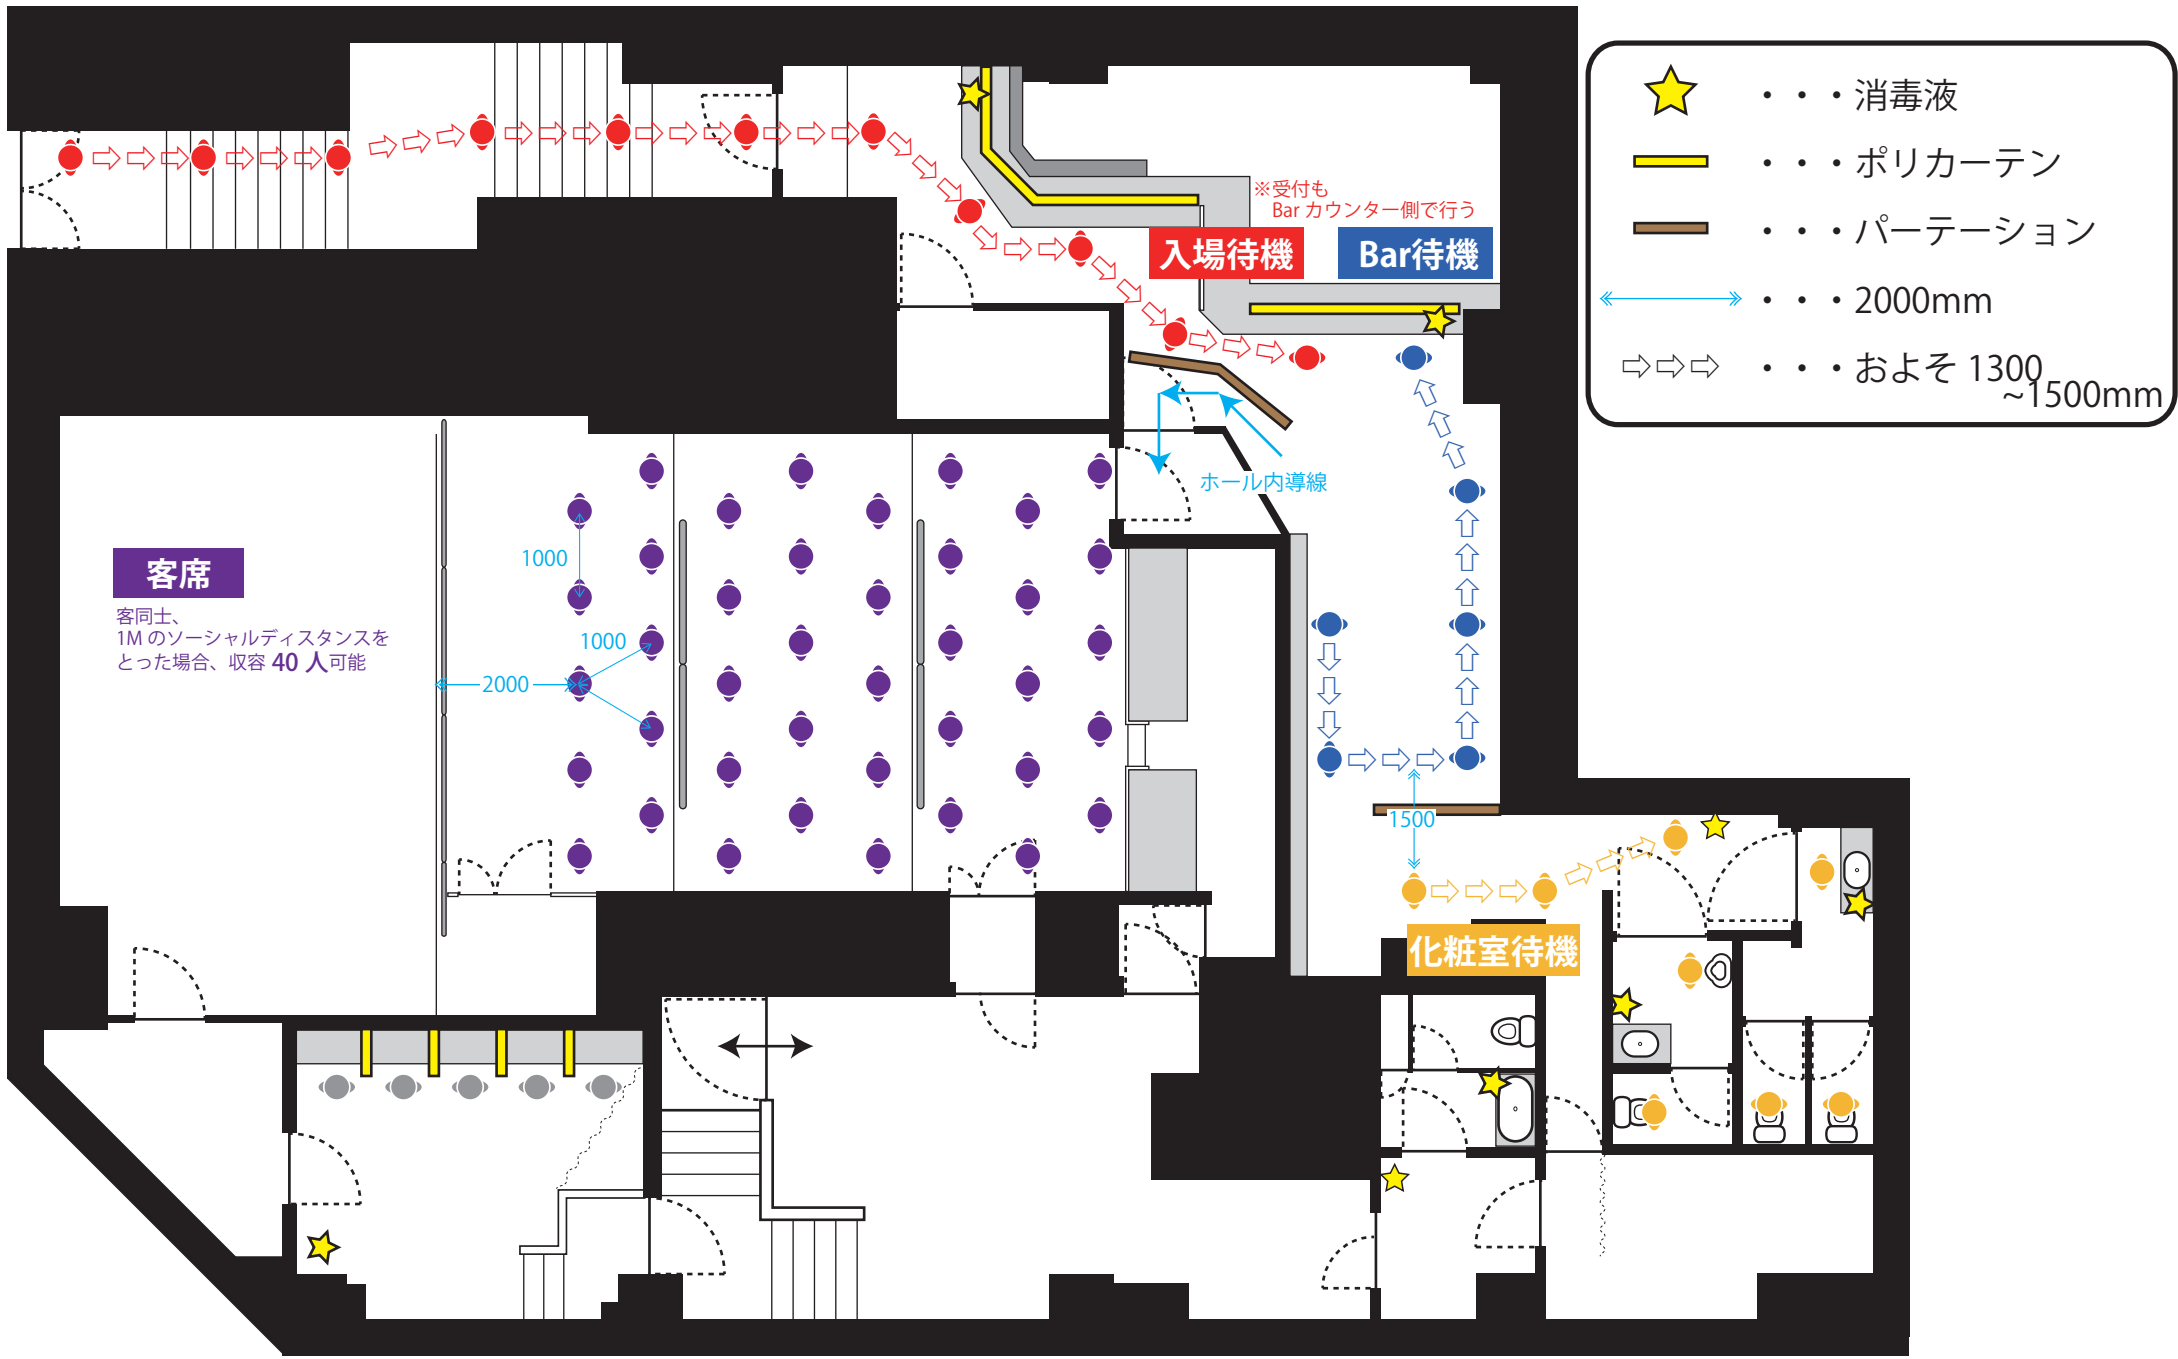 ・・・消毒液
・・・ポリカーテン
・・・パーテーション
・・・2000mm
・・・およそ 1300
~1500mm
※受付も
Bar カウンター側で行う
入場待機
Bar待機
ホール内導線
客席
客同士、
1M のソーシャルディスタンスを
とった場合、収容 40 人可能
1000
1000
2000
1500
化粧室待機